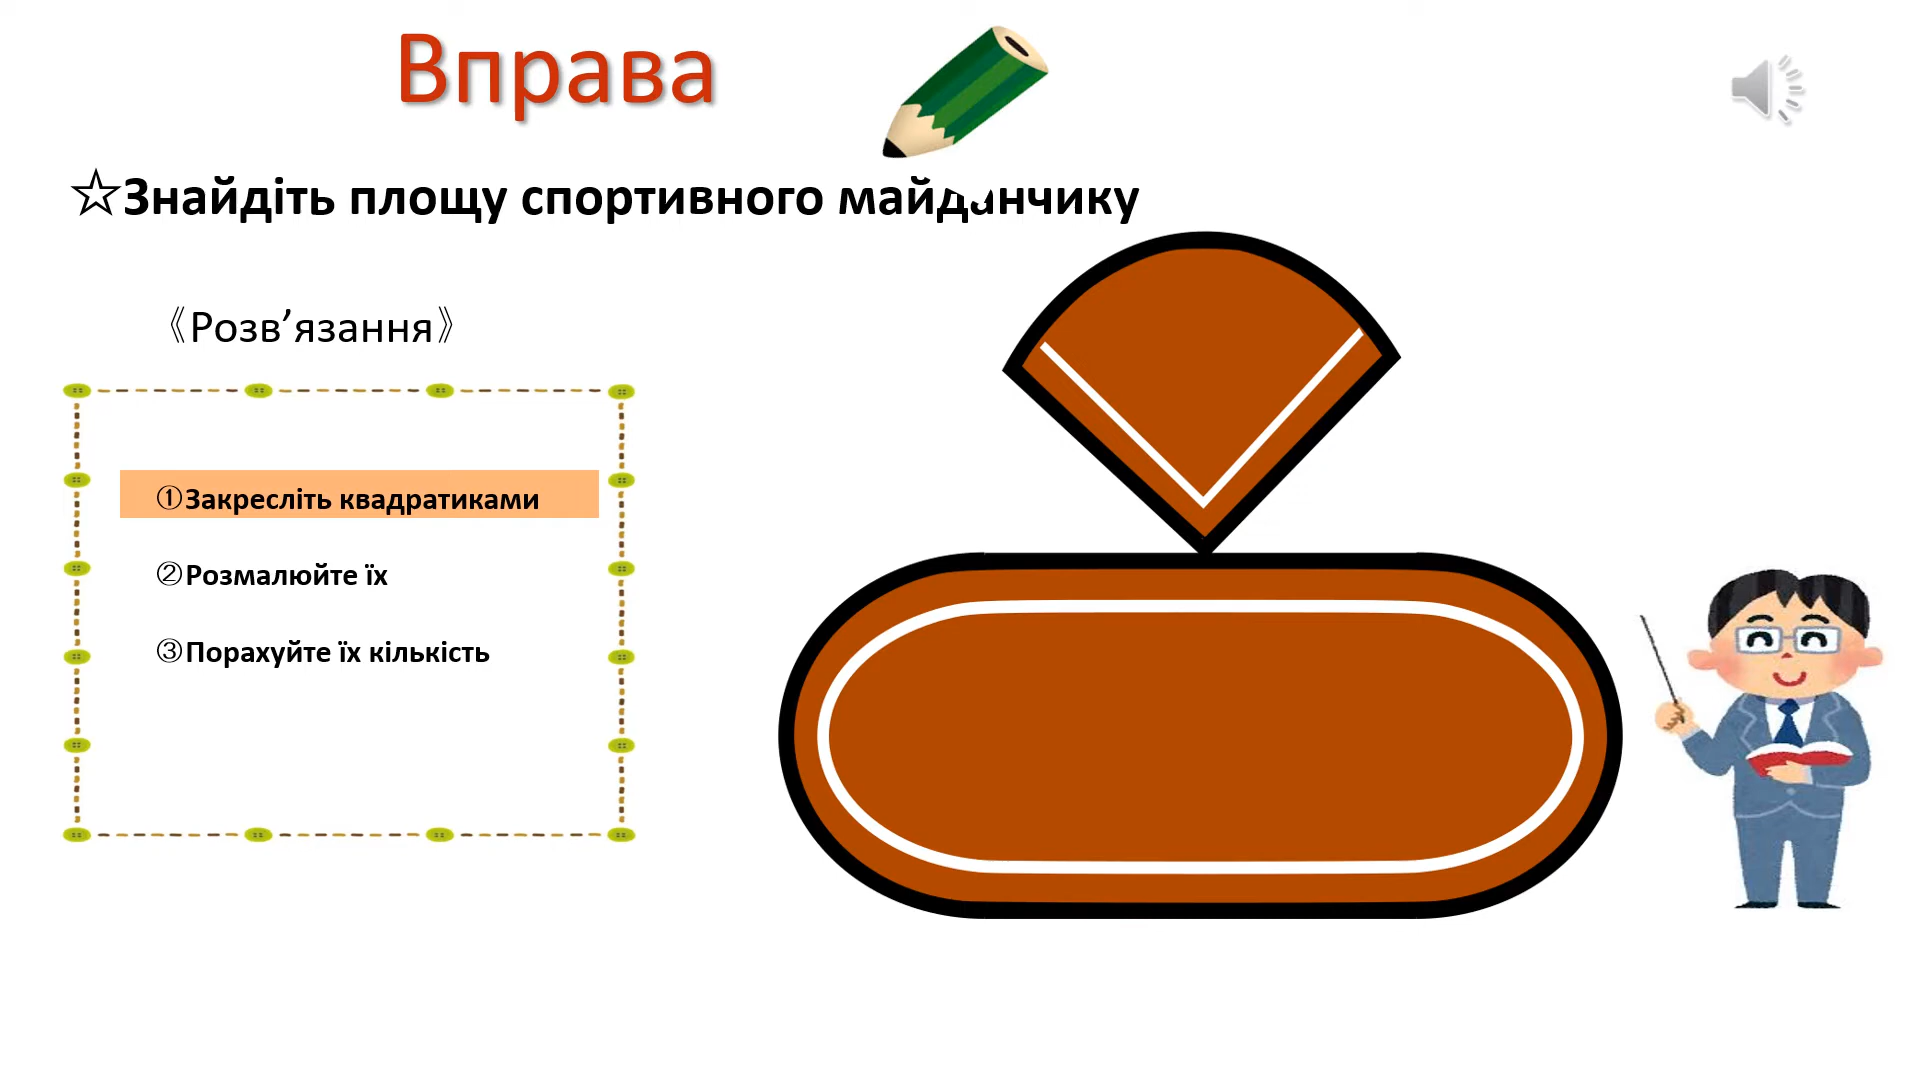 Вправа
☆Знайдіть площу спортивного майданчику
《Розв’язання》
①Закресліть квадратиками
②Розмалюйте їх
③Порахуйте їх кількість